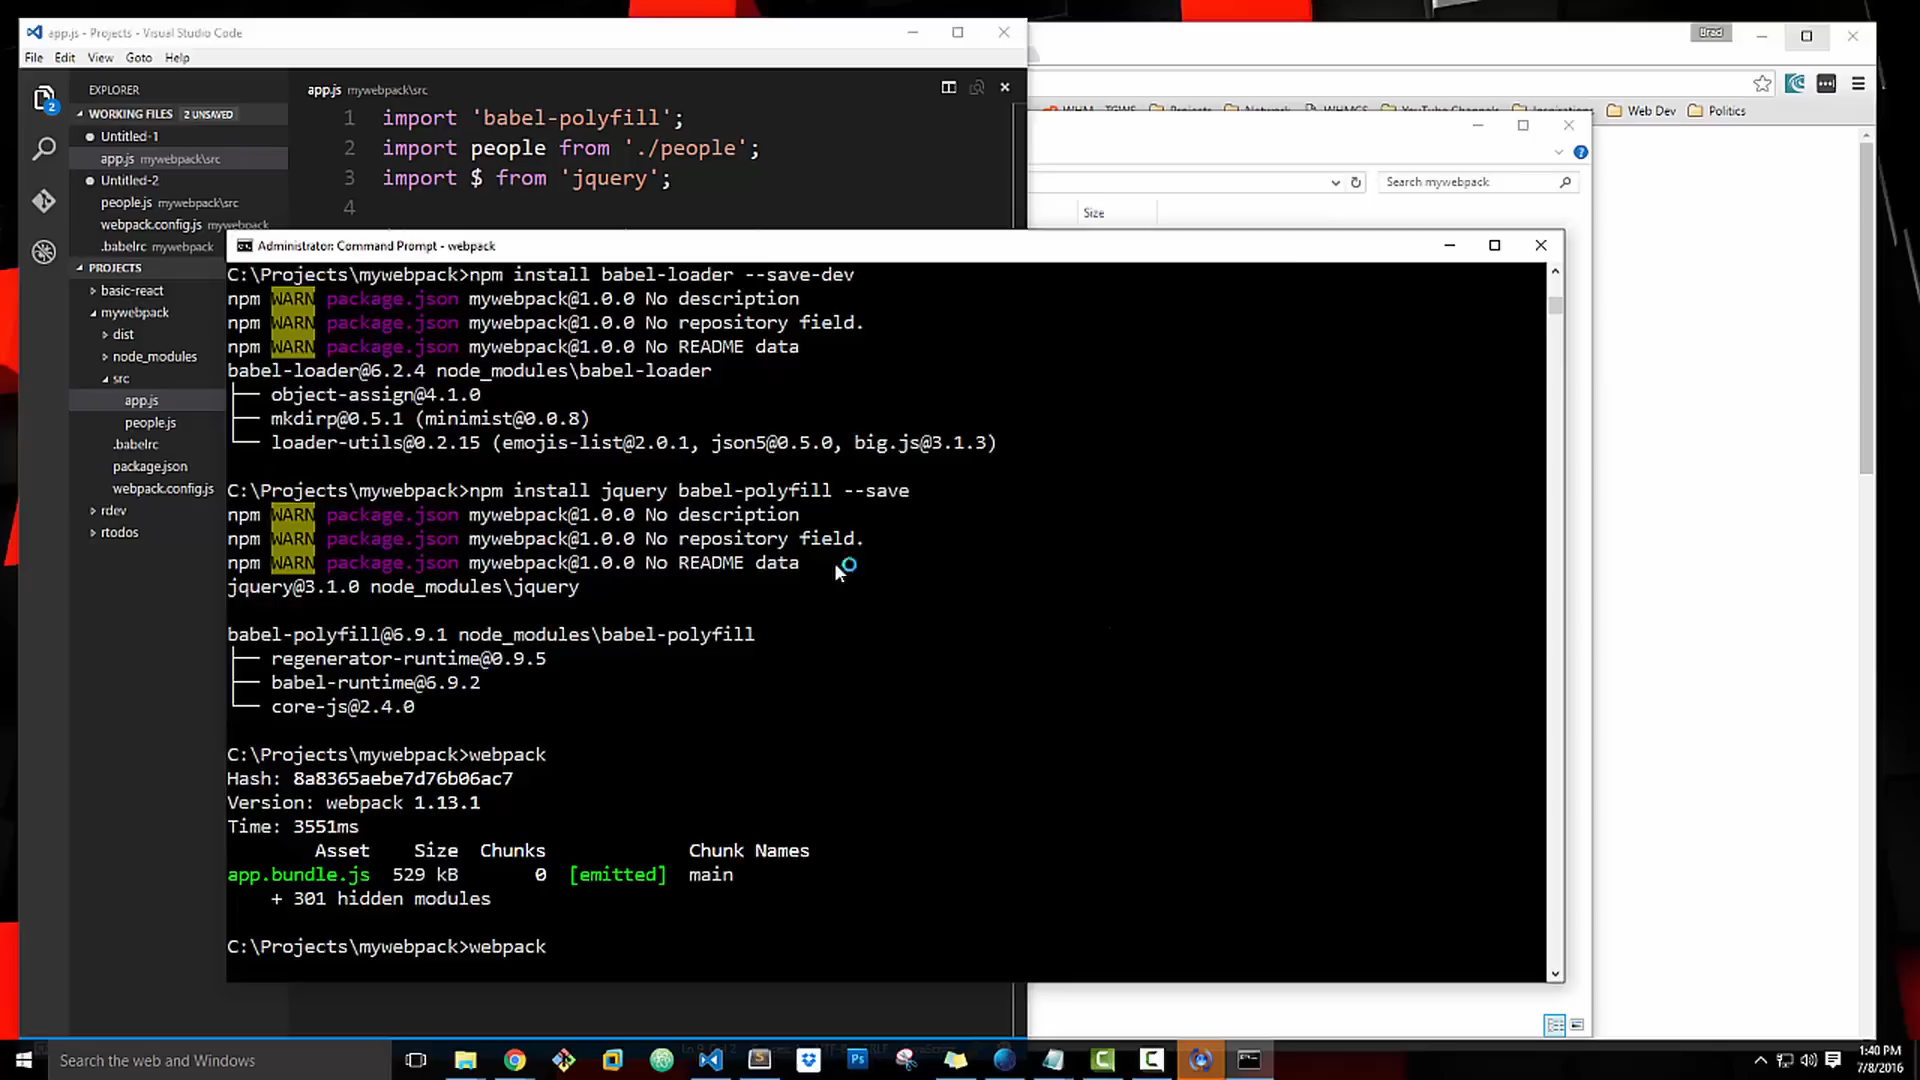 app.js - Projects - Visual Studio Code
File Edit View Goto Help
EXPLORER
WORKING FILES 2 UNSAVED
Untitled-1
app.js mywebpack\src
Untitled-2
people.js mywebpack\src
webpack.config.js mywebpack
.babelrc mywebpack
PROJECTS
basic-react
mywebpack
dist
node_modules
src
app.js
people.js
.babelrc
package.json
webpack.config.js
rdev
rtodos
2
app.js mywebpack\src
1 import 'babel-polyfill';
2 import people from './people';
3 import $ from 'jquery';
4
Brad
WHM - TGWS Projects Network WHMCS YouTube Channels Inspirations Web Dev Politics
Search mywebpack
Size
Administrator: Command Prompt - webpack
C:\Projects\mywebpack>npm install babel-loader --save-dev
npm WARN package.json mywebpack@1.0.0 No description
npm WARN package.json mywebpack@1.0.0 No repository field.
npm WARN package.json mywebpack@1.0.0 No README data
babel-loader@6.2.4 node_modules\babel-loader
├── object-assign@4.1.0
├── mkdirp@0.5.1 (minimist@0.0.8)
└── loader-utils@0.2.15 (emojis-list@2.0.1, json5@0.5.0, big.js@3.1.3)
C:\Projects\mywebpack>npm install jquery babel-polyfill --save
npm WARN package.json mywebpack@1.0.0 No description
npm WARN package.json mywebpack@1.0.0 No repository field.
npm WARN package.json mywebpack@1.0.0 No README data
jquery@3.1.0 node_modules\jquery
babel-polyfill@6.9.1 node_modules\babel-polyfill
├── regenerator-runtime@0.9.5
├── babel-runtime@6.9.2
└── core-js@2.4.0
C:\Projects\mywebpack>webpack
Hash: 8a8365aebe7d76b06ac7
Version: webpack 1.13.1
Time: 3551ms
Asset Size Chunks Chunk Names
app.bundle.js 529 kB 0 [emitted] main
+ 301 hidden modules
C:\Projects\mywebpack>webpack
Search the web and Windows
Ps
1:40 PM
7/8/2016